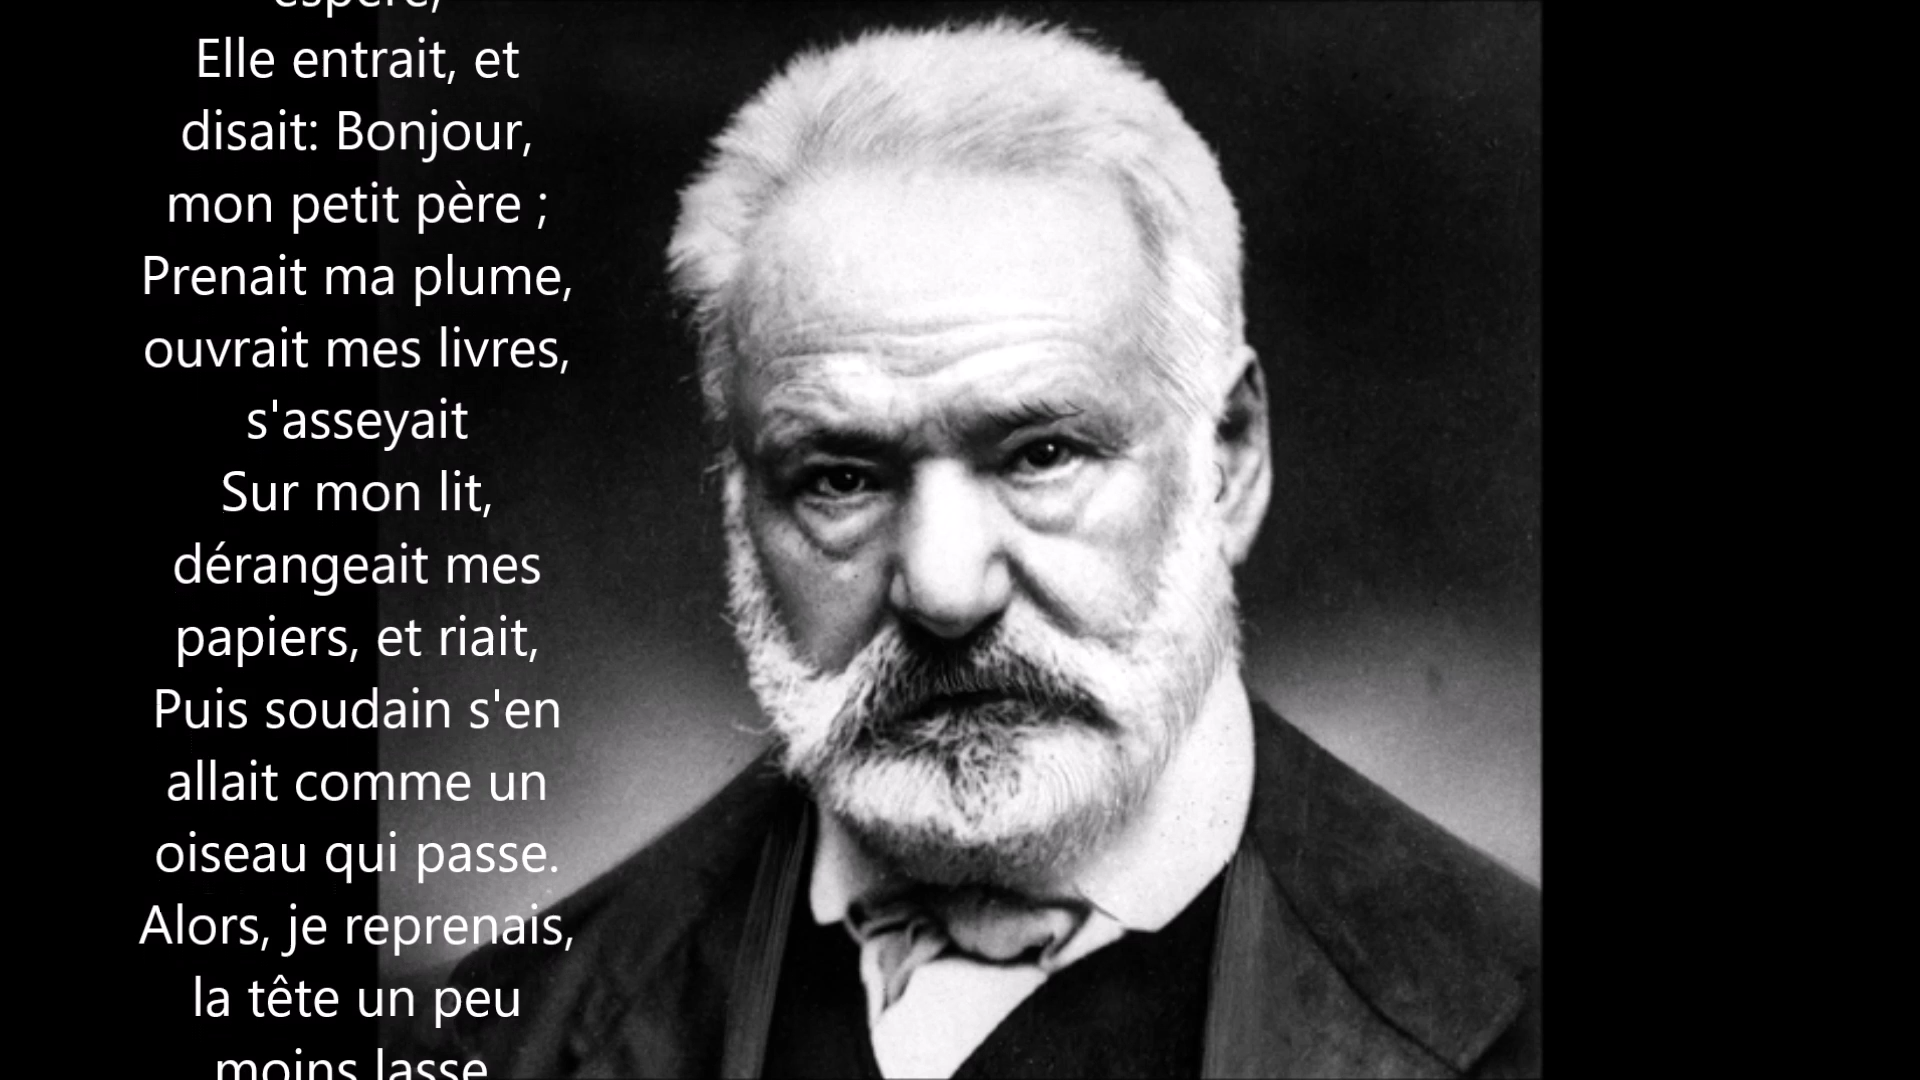 espère,
Elle entrait, et
disait: Bonjour,
mon petit père ;
Prenait ma plume,
ouvrait mes livres,
s'asseyait
Sur mon lit,
dérangeait mes
papiers, et riait,
Puis soudain s'en
allait comme un
oiseau qui passe.
Alors, je reprenais,
la tête un peu
moins lasse